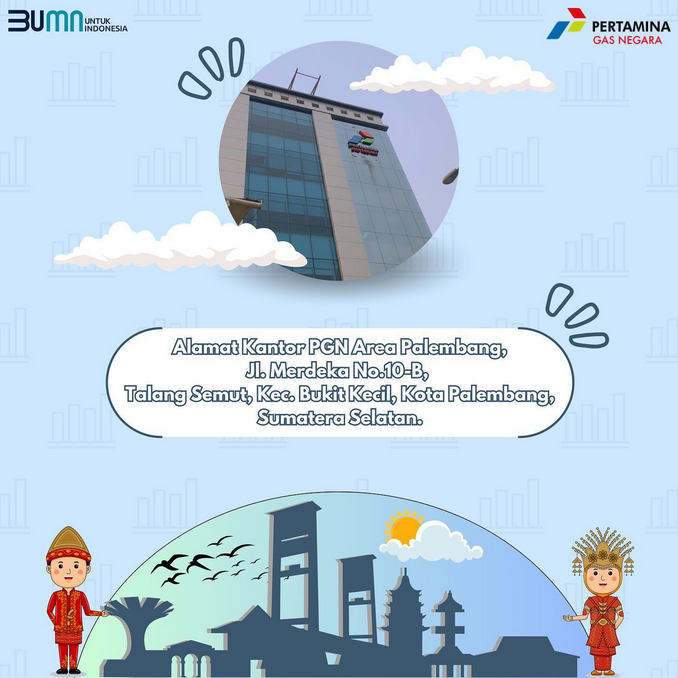 BUMN UNTUK
INDONESIA
PERTAMINA
GAS NEGARA
Alamat Kantor PGN Area Palembang,
Jl. Merdeka No.10-B,
Talang Semut, Kec. Bukit Kecil, Kota Palembang,
Sumatera Selatan.